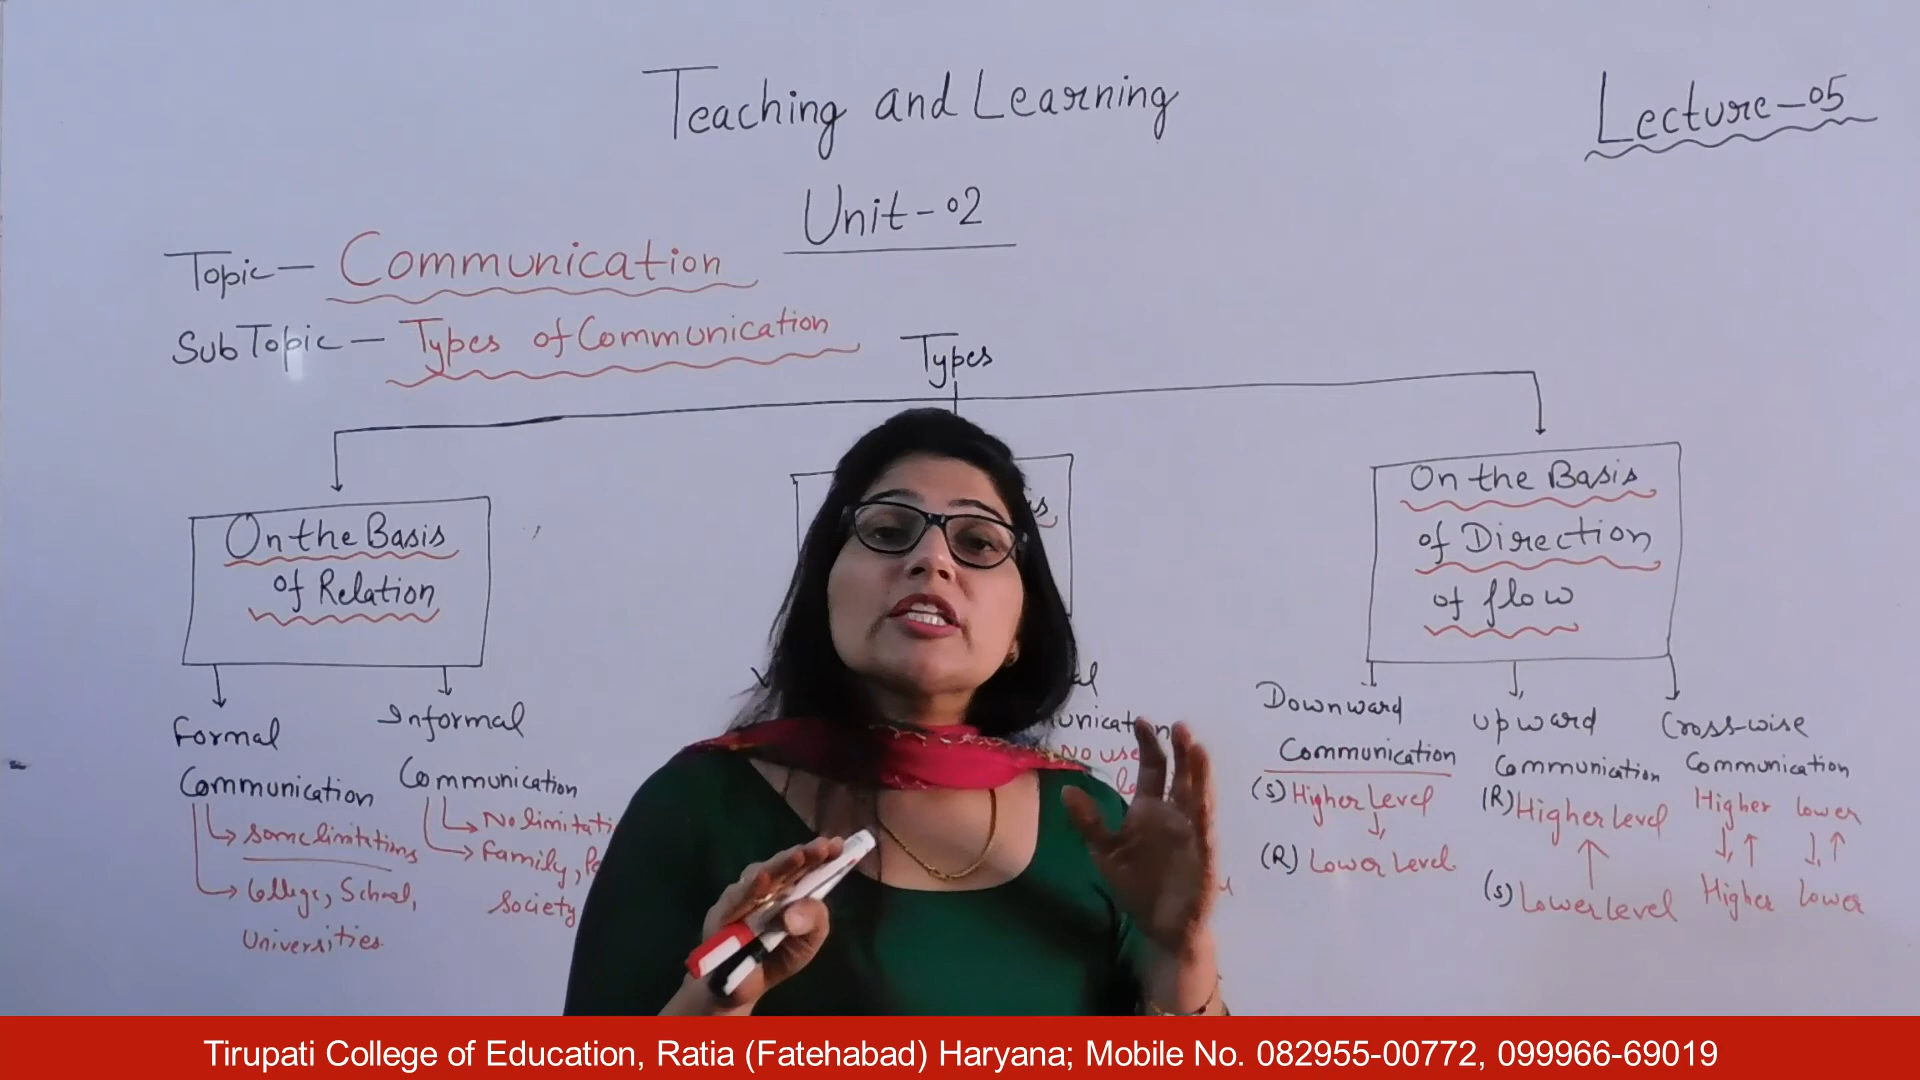 Teaching and Learning
Lecture-05
Unit-02
Topic- Communication
SubTopic- Types of Communication
Types
On the Basis
of Relation
On the Basis
of Direction
of flow
Formal
Communication
some limitations
College, School,
Universities
Informal
Communication
No limitati
family,
Society
No use
Downward
Communication
(S) Higher Level
(R) Lower Level
Upward
Communication
(R) Higher Level
(S) Lower Level
Cross-wise
Communication
Higher lower
Higher lower
Tirupati College of Education, Ratia (Fatehabad) Haryana; Mobile No. 082955-00772, 099966-69019